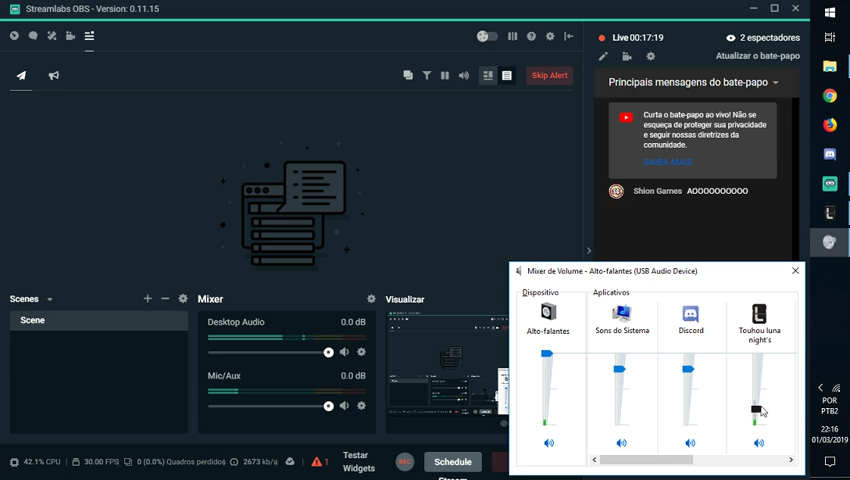 Streamlabs OBS - Version: 0.11.15
Live 00:17:19
2 espectadores
Atualizar o bate-papo
Skip Alert
Principais mensagens do bate-papo
Curta o bate-papo ao vivo! Não se
esqueça de proteger sua privacidade
e seguir nossas diretrizes da
comunidade.
SAIBA MAIS
Shion Games AOOOOOOOOOO
Mixer de Volume - Alto-falantes (USB Audio Device)
Dispositivo
Aplicativos
Alto-falantes
Sons do Sistema
Discord
Touhou luna
night's
Scenes
Scene
Mixer
Desktop Audio 0.0 dB
Mic/Aux 0.0 dB
Visualizar
42.1% CPU
30.00 FPS
0 (0.0%) Quadros perdidos
2673 kb/s
1
Testar
Widgets
REC
Schedule
Stream
POR
PTB2
22:16
01/03/2019